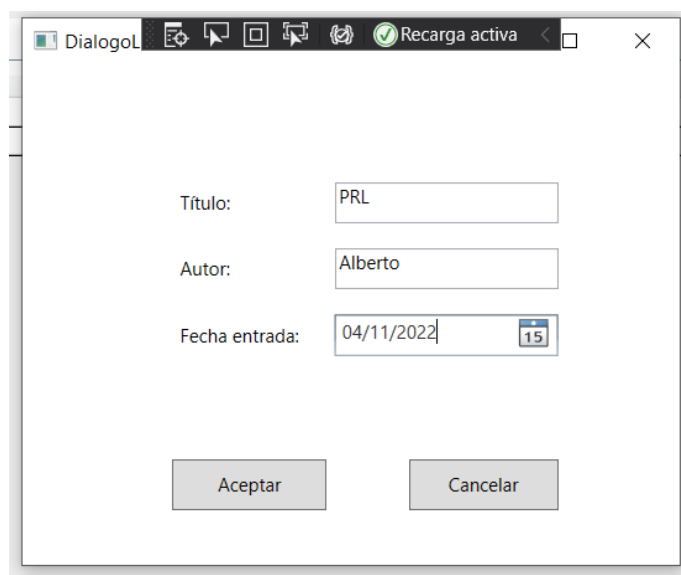 DialogoL
Recarga activa
Título: PRL
Autor: Alberto
Fecha entrada: 04/11/2022 15
Aceptar Cancelar